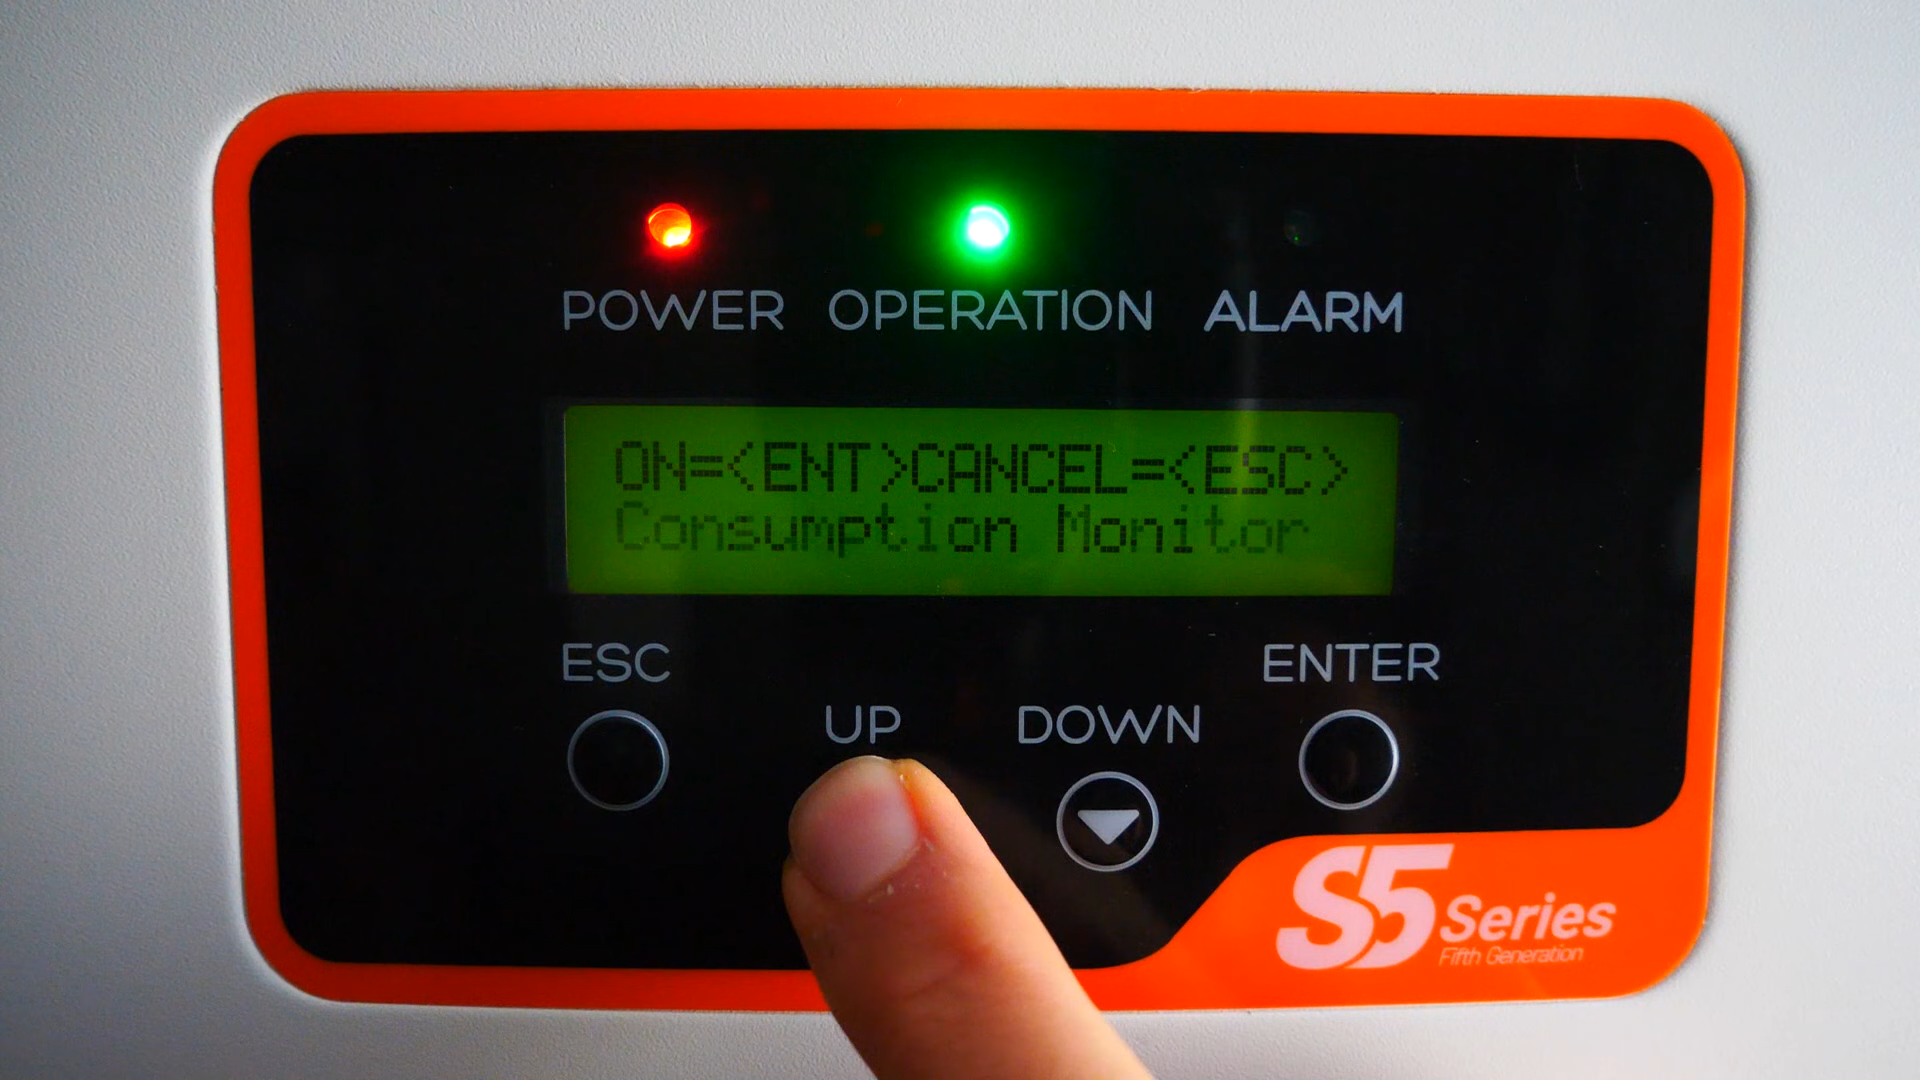 POWER OPERATION ALARM
ON=<ENT>CANCEL=<ESC>
Consumption Monitor
ESC ENTER
UP DOWN
S5 Series
Fifth Generation